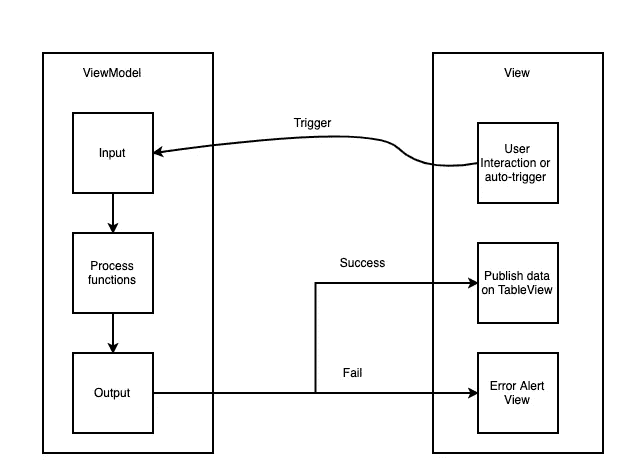 ViewModel
View
Trigger
Input
User
Interaction or
auto-trigger
Process
functions
Success
Publish data
on TableView
Output
Fail
Error Alert
View